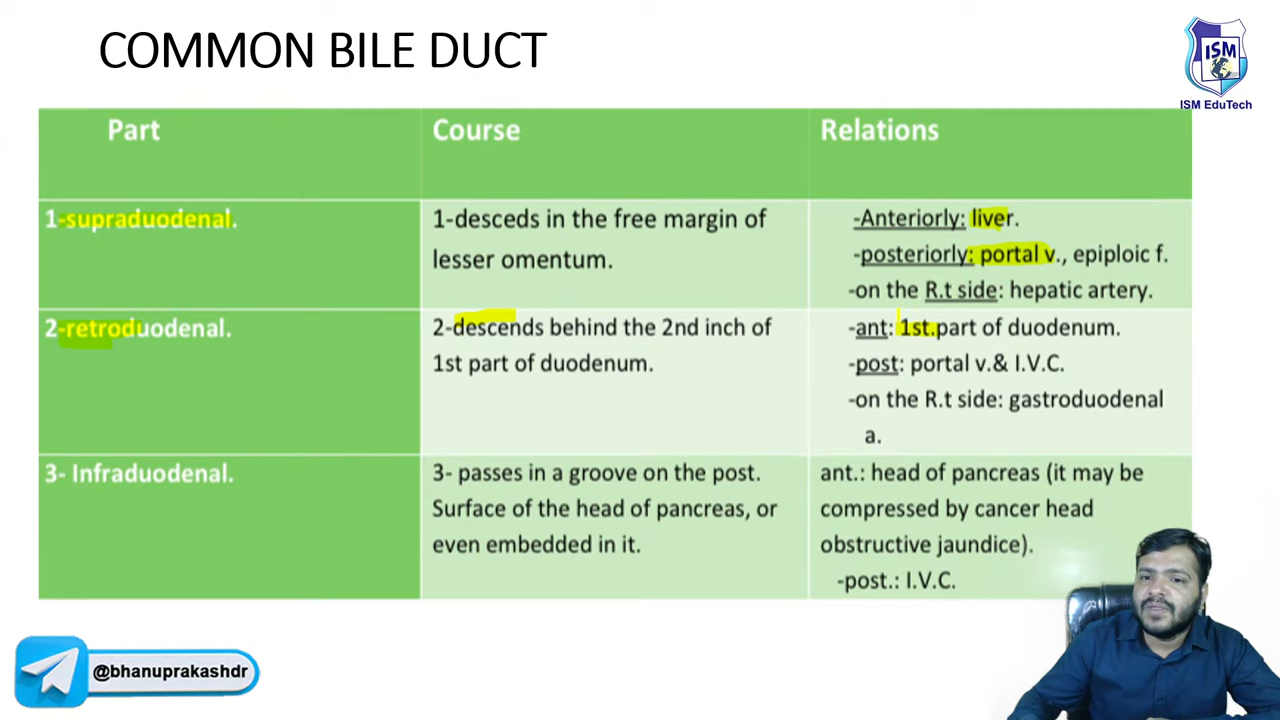 COMMON BILE DUCT
ISM
ISM EduTech
Part
Course
Relations
1-supraduodenal.
1-desceds in the free margin of
lesser omentum.
-Anteriorly: liver.
-posteriorly: portal v., epiploic f.
-on the R.t side: hepatic artery.
2-retroduodenal.
2-descends behind the 2nd inch of
1st part of duodenum.
-ant: 1st.part of duodenum.
-post: portal v.& I.V.C.
-on the R.t side: gastroduodenal
a.
3- Infraduodenal.
3- passes in a groove on the post.
Surface of the head of pancreas, or
even embedded in it.
ant.: head of pancreas (it may be
compressed by cancer head
obstructive jaundice).
-post.: I.V.C.
@bhanuprakashdr